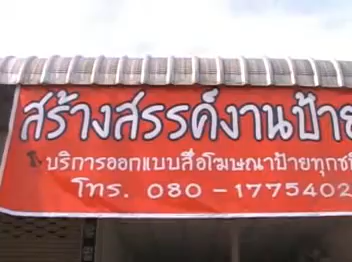 สร้างสรรค์งานป้าย
บริการออกแบบสื่อโฆษณาป้ายทุกช
โทร. 080-1775402